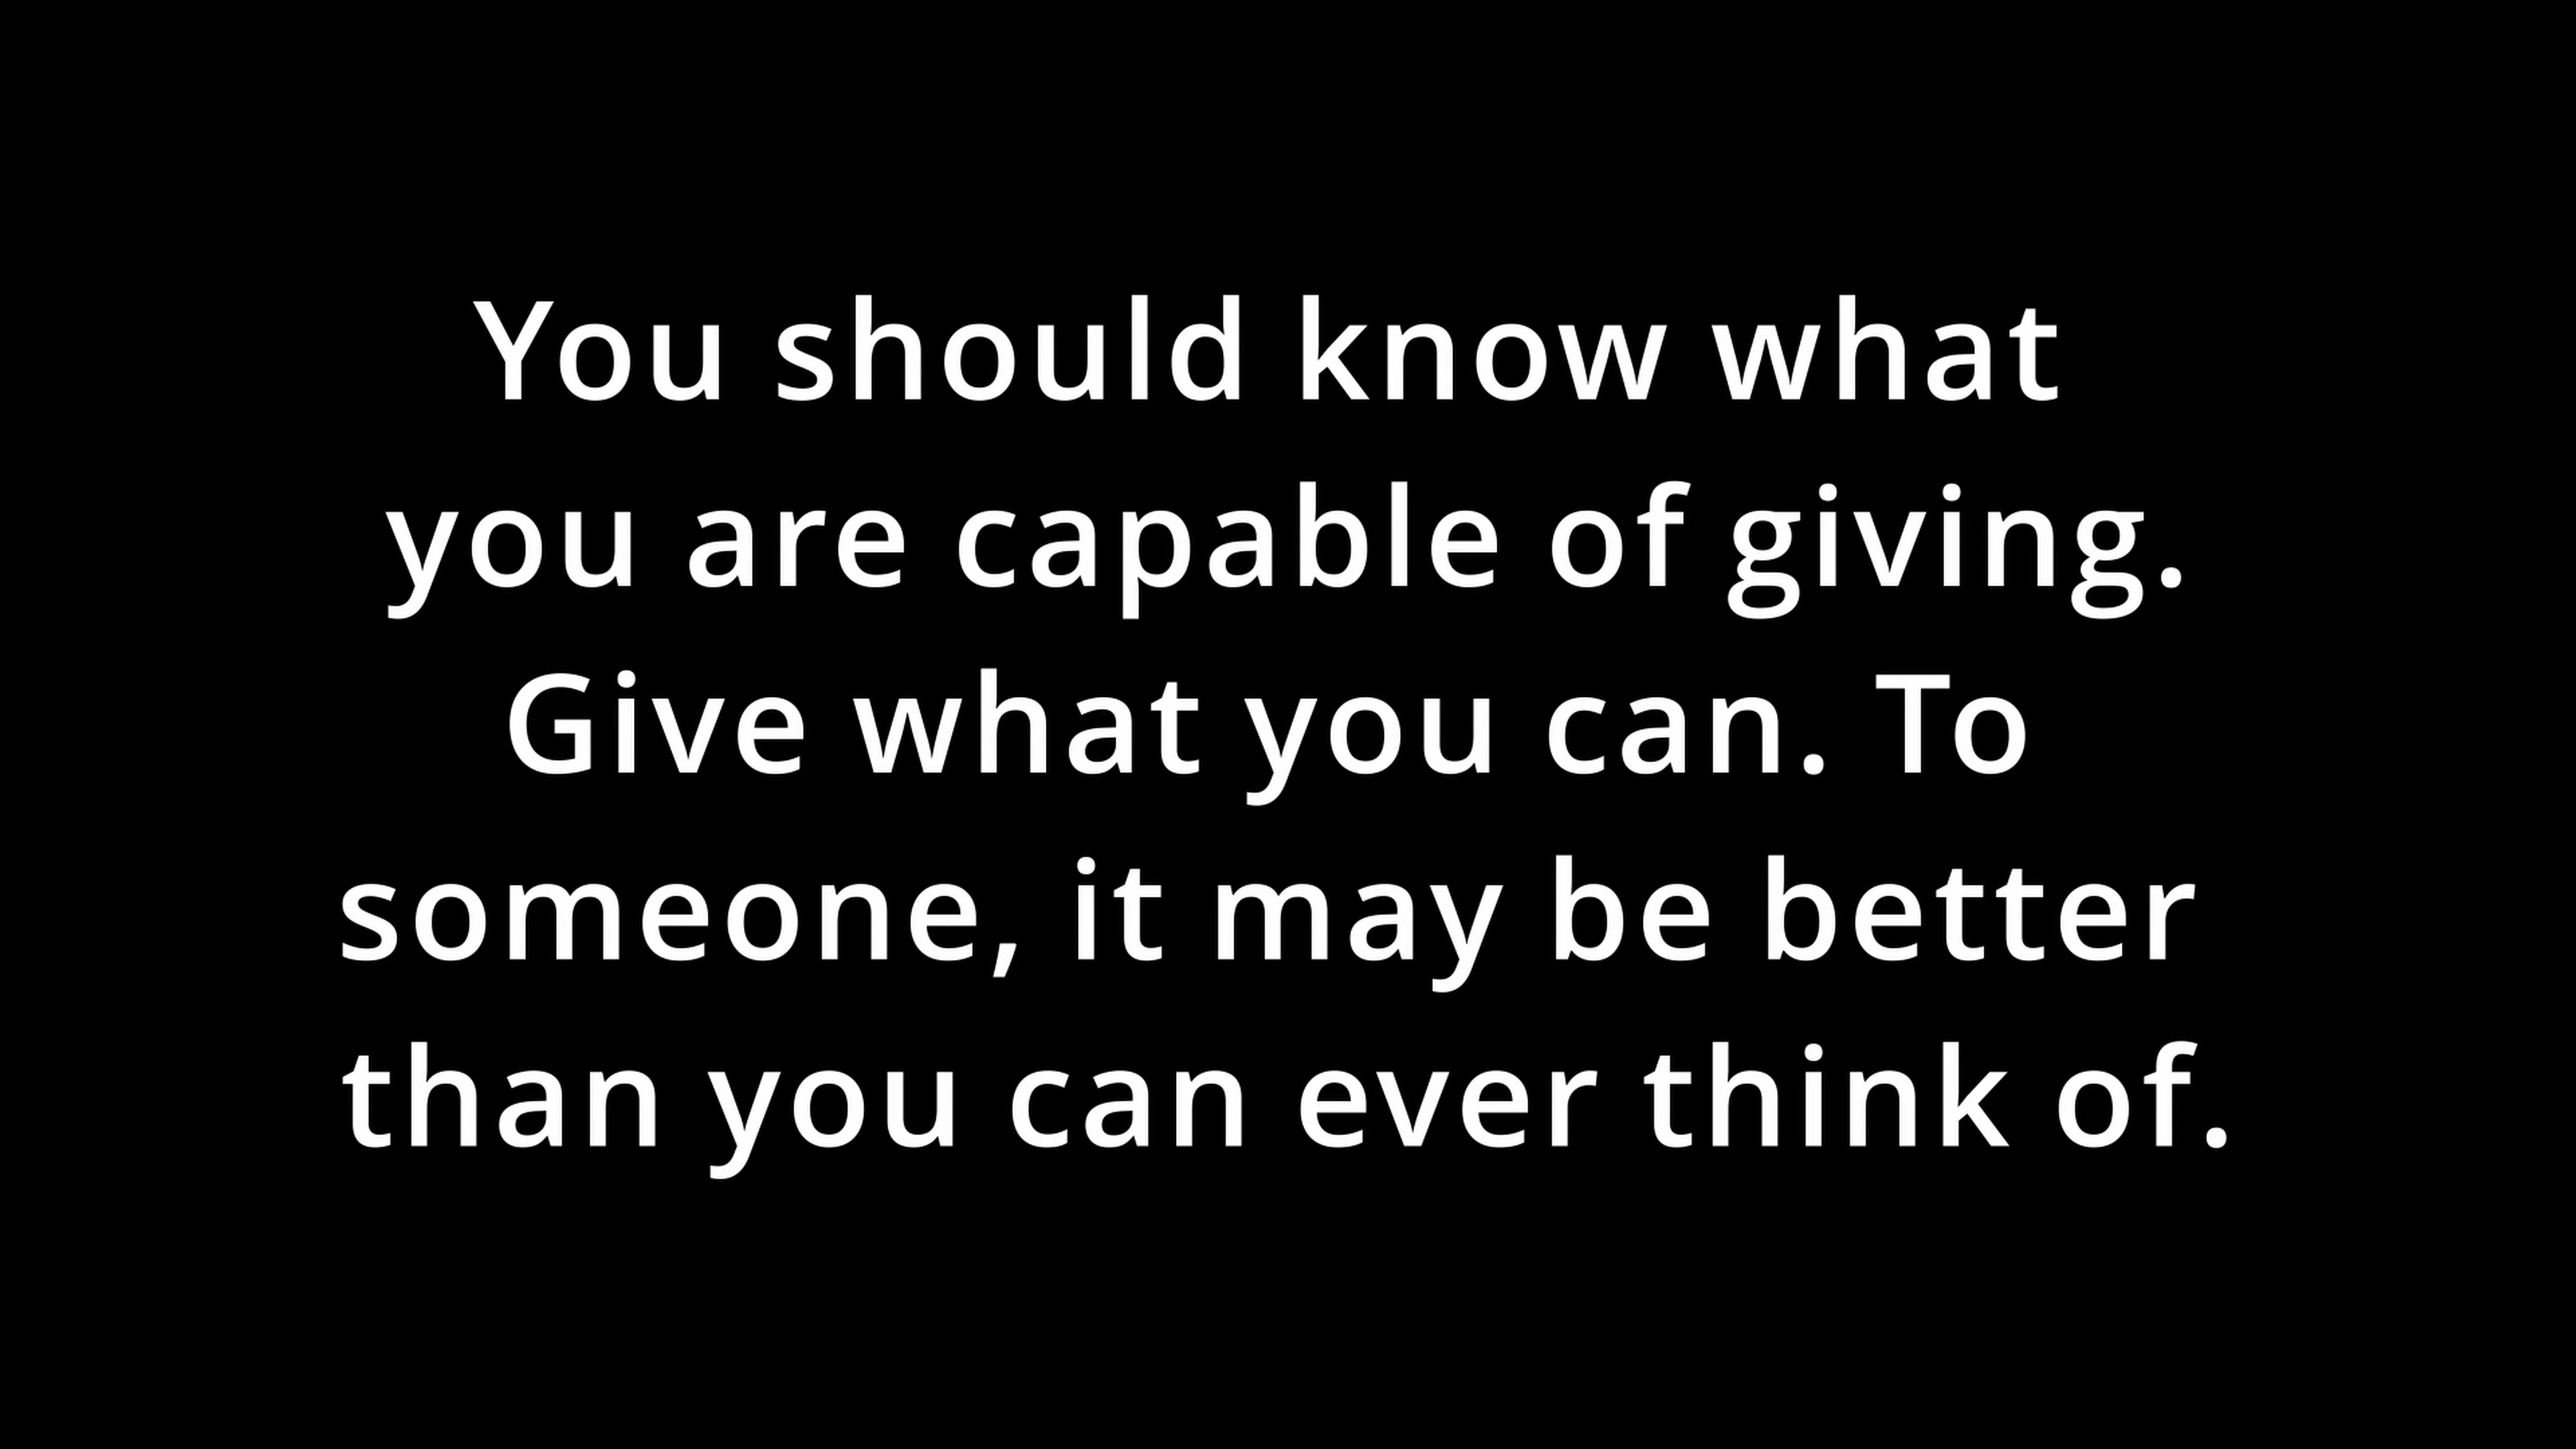 You should know what
you are capable of giving.
Give what you can. To
someone, it may be better
than you can ever think of.